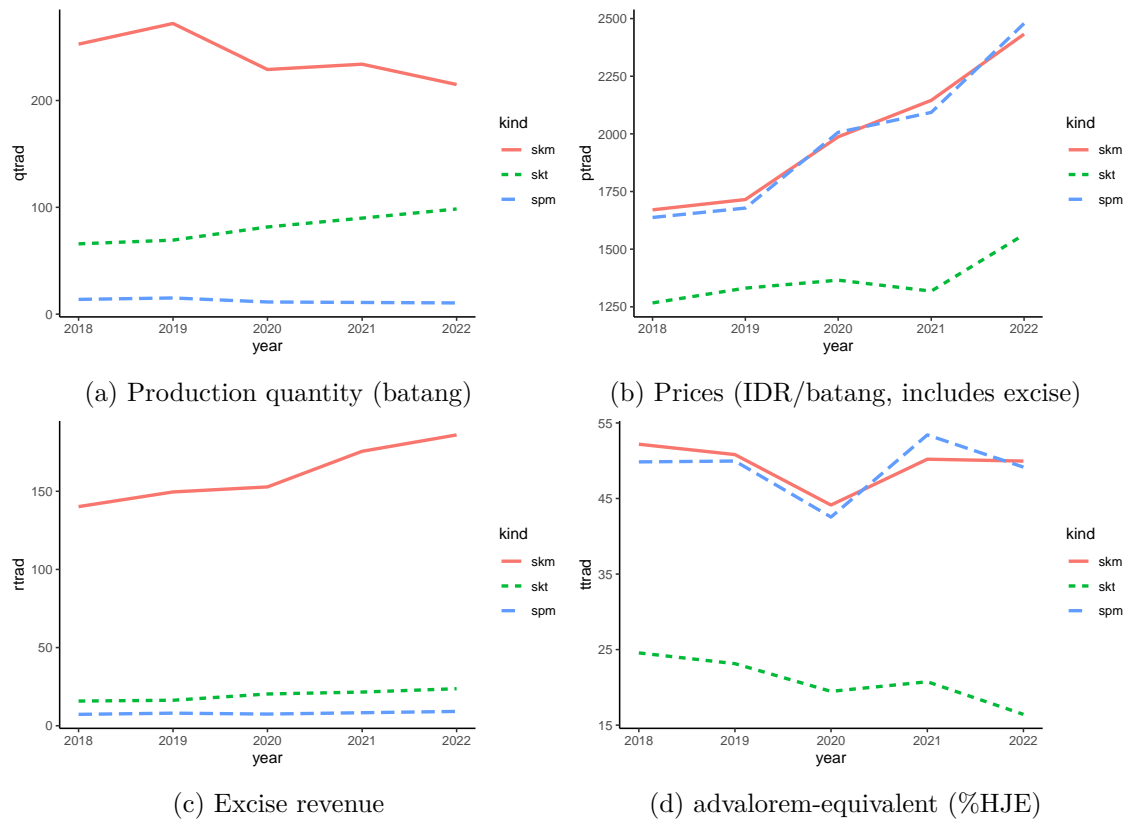 200
100
0
qtrad
2018 2019 2020 2021 2022
year
kind
skm
skt
spm
(a) Production quantity (batang)
2500
2250
2000
1750
1500
1250
ptrad
2018 2019 2020 2021 2022
year
kind
skm
skt
spm
(b) Prices (IDR/batang, includes excise)
150
100
50
0
rtrad
2018 2019 2020 2021 2022
year
kind
skm
skt
spm
(c) Excise revenue
55
45
35
25
15
ttrad
2018 2019 2020 2021 2022
year
kind
skm
skt
spm
(d) advalorem-equivalent (%HJE)